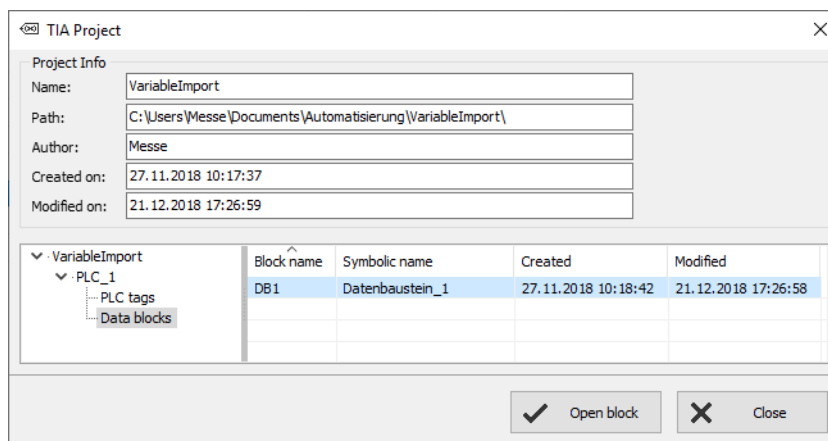 TIA Project
Project Info
Name: VariableImport
Path: C:\Users\Messe\Documents\Automatisierung\VariableImport\
Author: Messe
Created on: 27.11.2018 10:17:37
Modified on: 21.12.2018 17:26:59
VariableImport
PLC_1
PLC tags
Data blocks
Block name Symbolic name Created Modified
DB1 Datenbaustein_1 27.11.2018 10:18:42 21.12.2018 17:26:58
Open block Close